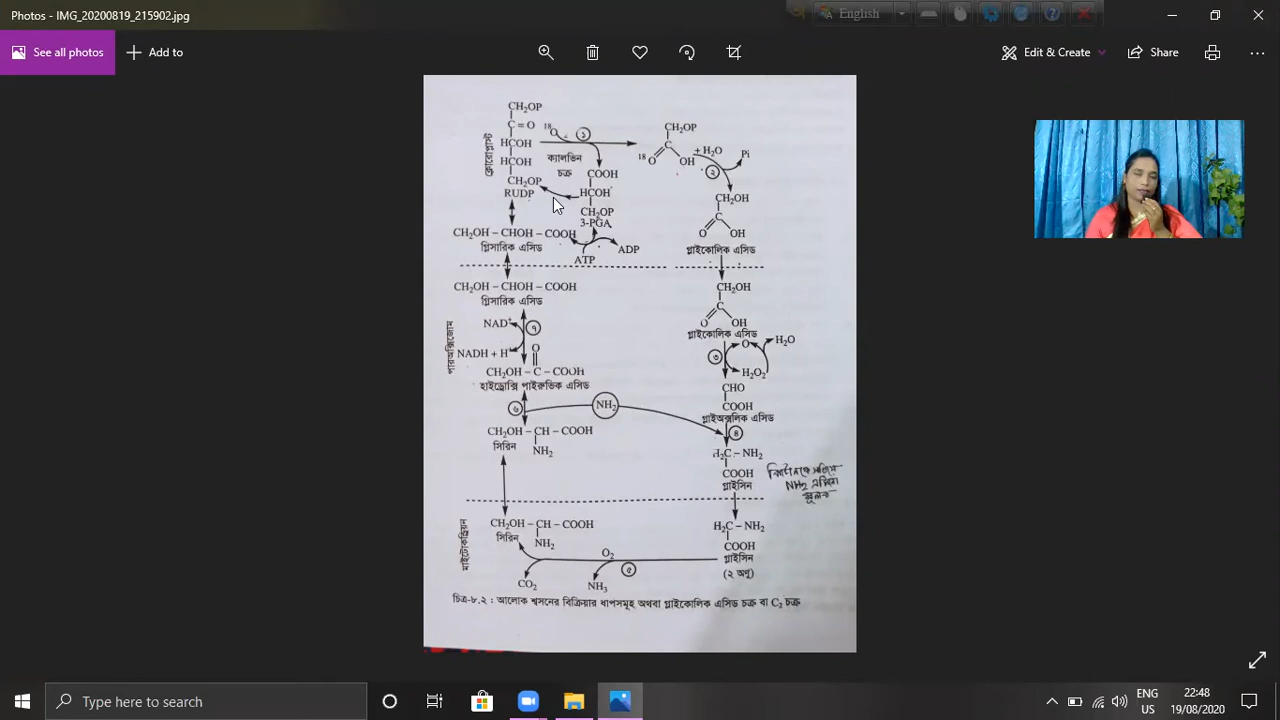 Photos - IMG_20200819_215902.jpg
English
See all photos
Add to
Edit & Create
Share
CH₂OP
C = O
HCOH
HCOH
CH₂OP
RUDP
ক্লোরোপ্লাস্ট
¹⁸O
১
ক্যালভিন
চক্র
COOH
HCOH
CH₂OP
3-PGA
ATP
ADP
CH₂OP
C
¹⁸O
OH
+ H₂O
Pi
২
CH₂OH
C
O
OH
গ্লাইকোলিক এসিড
CH₂OH – CHOH – COOH
গ্লিসারিক এসিড
CH₂OH – CHOH – COOH
গ্লিসারিক এসিড
CH₂OH
C
O
OH
গ্লাইকোলিক এসিড
পারঅক্সিজোম
NAD⁺
৭
NADH + H⁺
O
CH₂OH – C – COOH
হাইড্রোক্সি পাইরুভিক এসিড
৩
O
H₂O
H₂O₂
CHO
COOH
গ্লাইঅক্সলিক এসিড
৬
NH₂
৪
CH₂OH – CH – COOH
সিরিন
NH₂
H₂C – NH₂
COOH
গ্লাইসিন
NH₂
মাইটোকন্ড্রিয়ন
CH₂OH – CH – COOH
সিরিন
NH₂
H₂C – NH₂
COOH
গ্লাইসিন
(২ অণু)
O₂
৫
CO₂
NH₃
চিত্র-৮.২ : আলোক শ্বসনের বিক্রিয়ার ধাপসমূহ অথবা গ্লাইকোলিক এসিড চক্র বা C₂ চক্র
Type here to search
ENG
US
22:48
19/08/2020